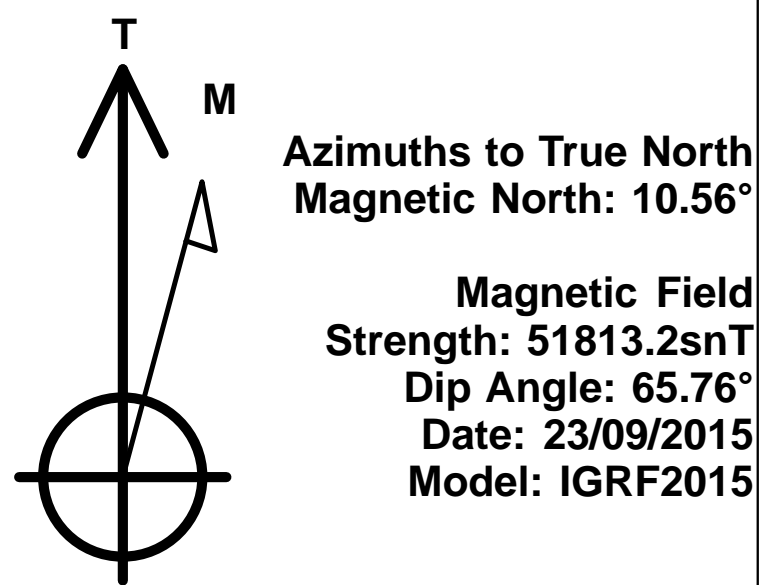 T
M
Azimuths to True North
Magnetic North: 10.56°
Magnetic Field
Strength: 51813.2snT
Dip Angle: 65.76°
Date: 23/09/2015
Model: IGRF2015